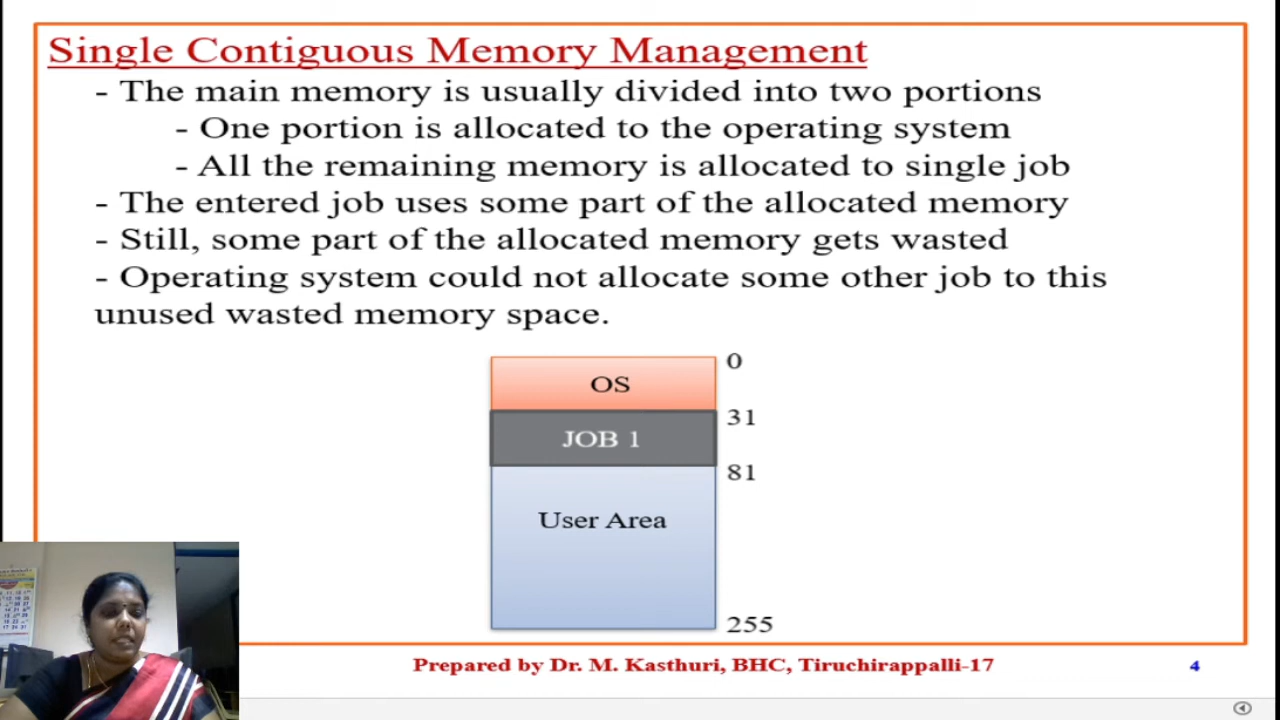 Single Contiguous Memory Management
- The main memory is usually divided into two portions
- One portion is allocated to the operating system
- All the remaining memory is allocated to single job
- The entered job uses some part of the allocated memory
- Still, some part of the allocated memory gets wasted
- Operating system could not allocate some other job to this
unused wasted memory space.
0
OS
31
JOB 1
81
User Area
255
Prepared by Dr. M. Kasthuri, BHC, Tiruchirappalli-17
4